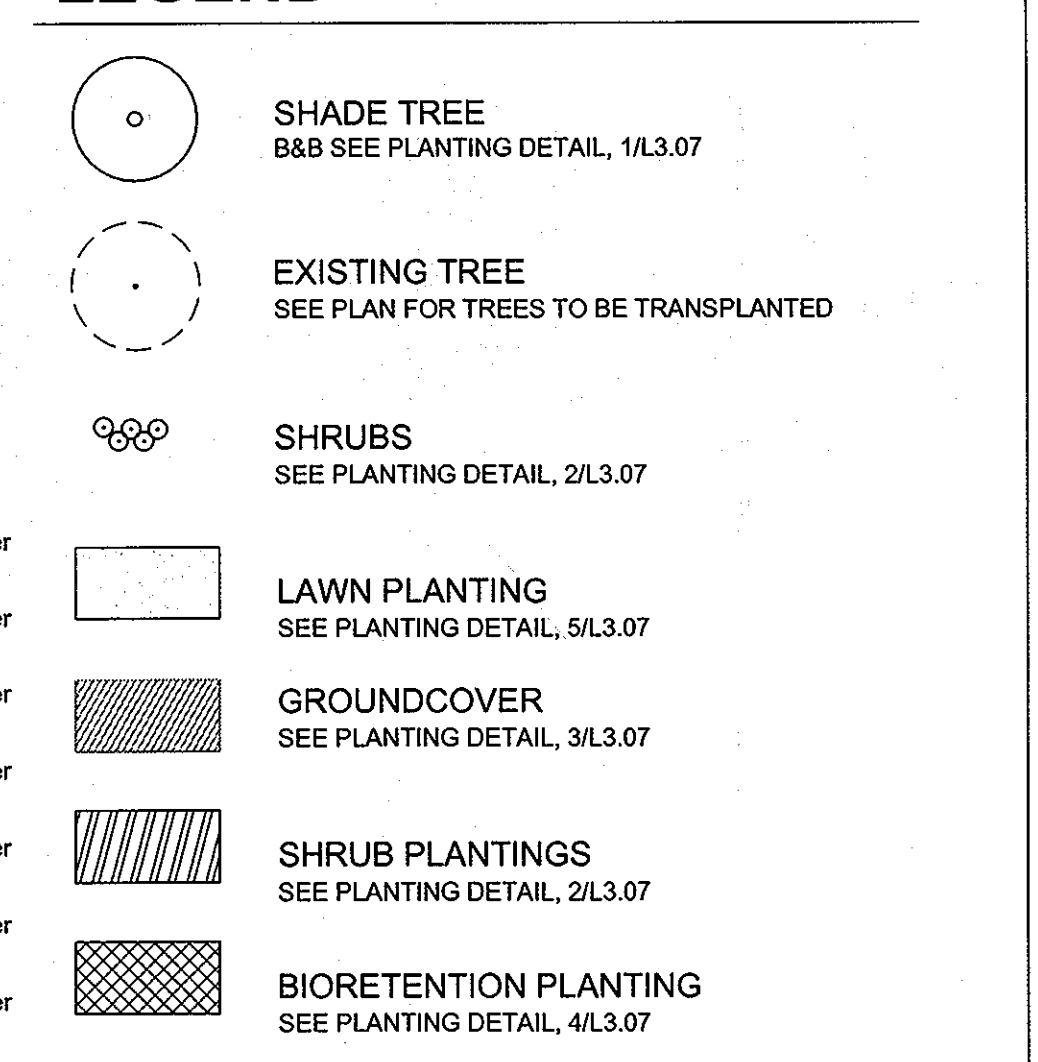 SHADE TREE
B&B SEE PLANTING DETAIL, 1/L3.07
EXISTING TREE
SEE PLAN FOR TREES TO BE TRANSPLANTED
SHRUBS
SEE PLANTING DETAIL, 2/L3.07
LAWN PLANTING
SEE PLANTING DETAIL, 5/L3.07
GROUNDCOVER
SEE PLANTING DETAIL, 3/L3.07
SHRUB PLANTINGS
SEE PLANTING DETAIL, 2/L3.07
BIORETENTION PLANTING
SEE PLANTING DETAIL, 4/L3.07